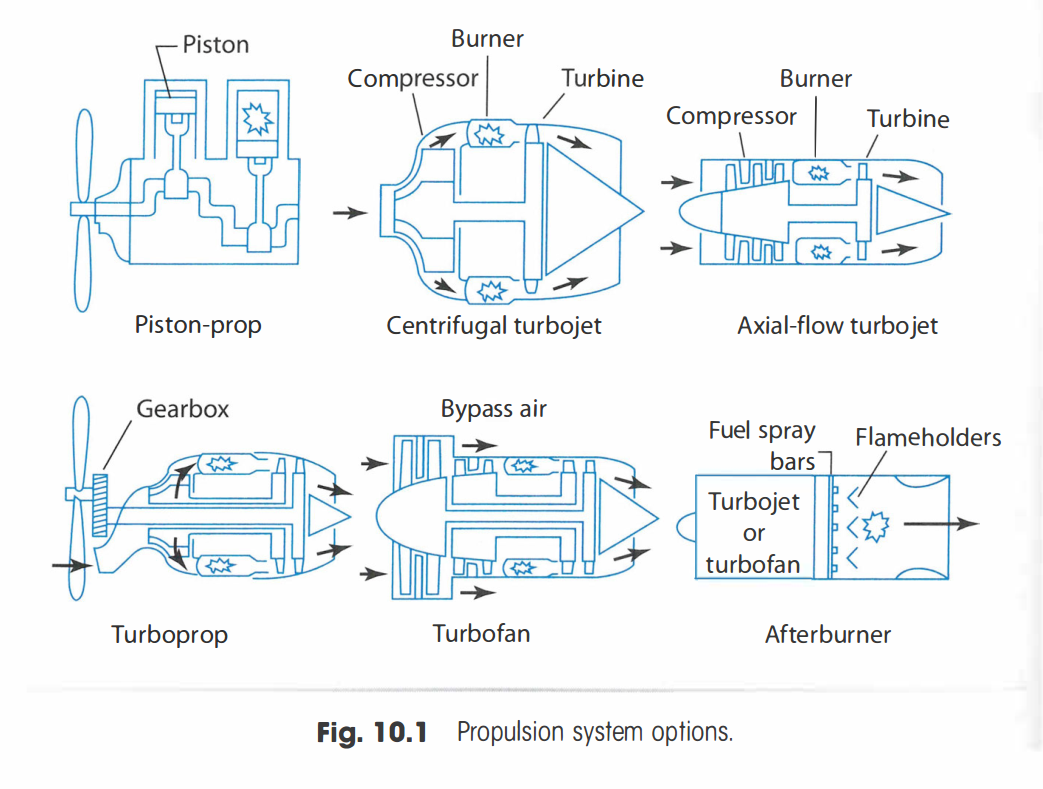 Piston
Burner
Compressor
Turbine
Burner
Compressor
Turbine
Piston-prop
Centrifugal turbojet
Axial-flow turbojet
Gearbox
Bypass air
Fuel spray
bars
Flameholders
Turbojet
or
turbofan
Turboprop
Turbofan
Afterburner
Fig. 10.1 Propulsion system options.